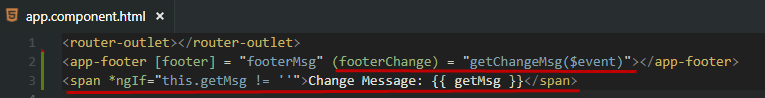 app.component.html
1 <router-outlet></router-outlet>
2 <app-footer [footer] = "footerMsg" (footerChange) = "getChangeMsg($event)"></app-footer>
3 <span *ngIf="this.getMsg != ''">Change Message: {{ getMsg }}</span>